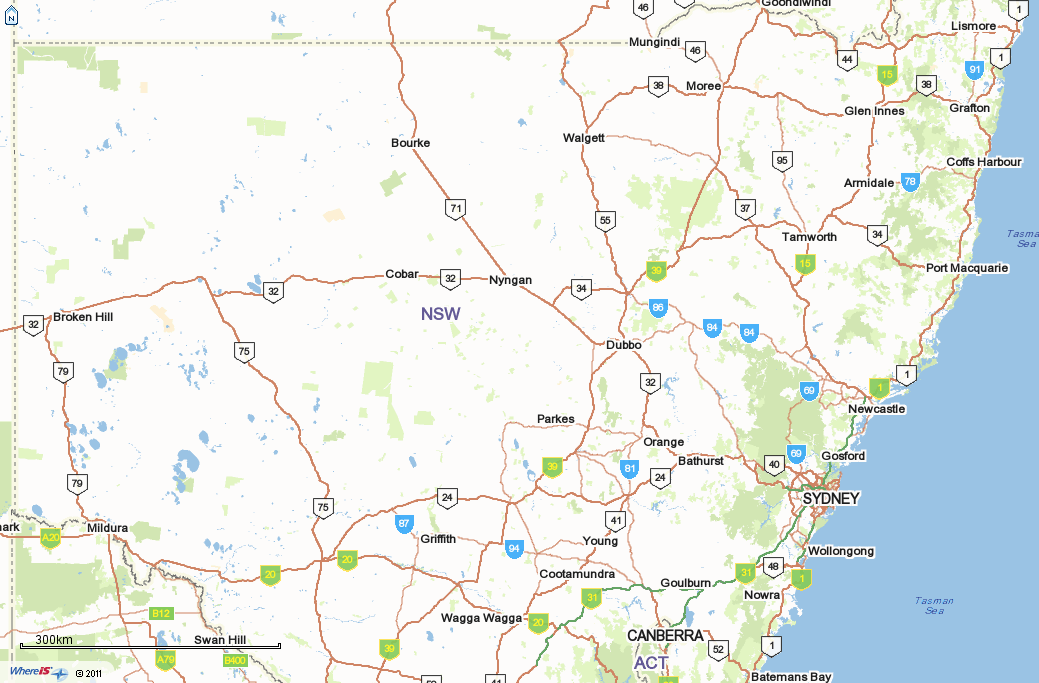 N
46
Goondiwindi
1
Lismore
Mungindi
46
44
1
91
15
38
Moree
38
Glen Innes
Grafton
Bourke
Walgett
95
Coffs Harbour
Armidale
78
71
55
37
34
Tamworth
Tasma
Sea
39
15
Port Macquarie
Cobar
32
Nyngan
34
32
86
NSW
Broken Hill
32
84
84
Dubbo
75
79
32
1
69
1
Newcastle
Parkes
Orange
69
Gosford
Bathurst
40
39
81
24
79
24
SYDNEY
75
41
87
ark
Mildura
A20
Griffith
Young
94
Wollongong
20
20
Cootamundra
Goulburn
31
48
1
31
Nowra
Tasman
Sea
B12
Wagga Wagga
20
300km
Swan Hill
CANBERRA
39
52
1
A79
B400
ACT
WhereiS
© 2011
41
Batemans Bay